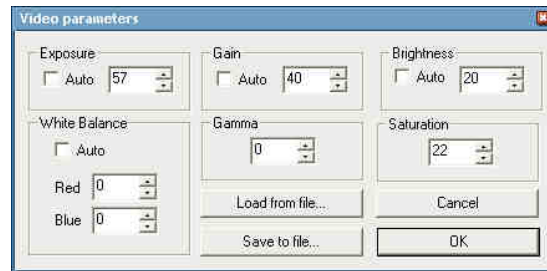 Video parameters
Exposure
Auto 57
Gain
Auto 40
Brightness
Auto 20
White Balance
Auto
Red 0
Blue 0
Gamma
0
Saturation
22
Load from file...
Cancel
Save to file...
OK